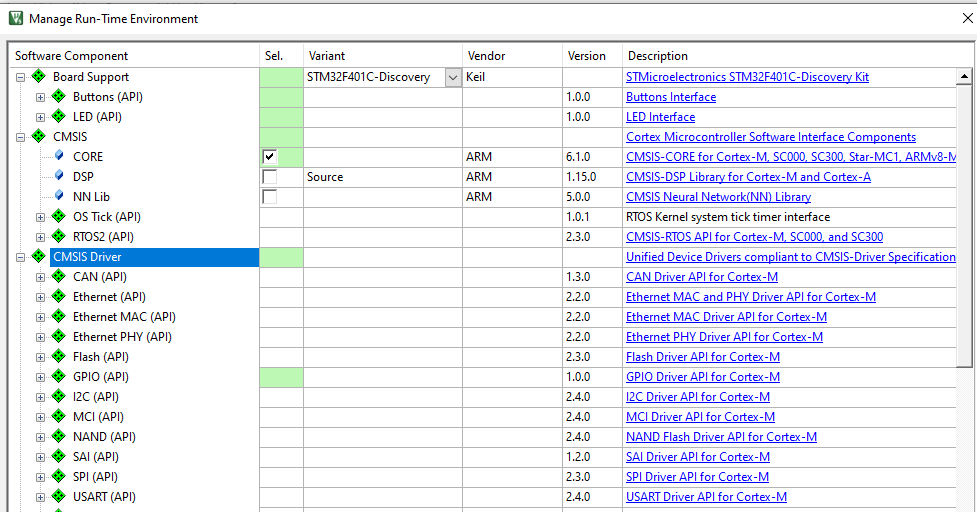 Manage Run-Time Environment
Software Component Sel. Variant Vendor Version Description
Board Support STM32F401C-Discovery Keil STMicroelectronics STM32F401C-Discovery Kit
Buttons (API) 1.0.0 Buttons Interface
LED (API) 1.0.0 LED Interface
CMSIS Cortex Microcontroller Software Interface Components
CORE ARM 6.1.0 CMSIS-CORE for Cortex-M, SC000, SC300, Star-MC1, ARMv8-M
DSP Source ARM 1.15.0 CMSIS-DSP Library for Cortex-M and Cortex-A
NN Lib ARM 5.0.0 CMSIS Neural Network(NN) Library
OS Tick (API) 1.0.1 RTOS Kernel system tick timer interface
RTOS2 (API) 2.3.0 CMSIS-RTOS API for Cortex-M, SC000, and SC300
CMSIS Driver Unified Device Drivers compliant to CMSIS-Driver Specification
CAN (API) 1.3.0 CAN Driver API for Cortex-M
Ethernet (API) 2.2.0 Ethernet MAC and PHY Driver API for Cortex-M
Ethernet MAC (API) 2.2.0 Ethernet MAC Driver API for Cortex-M
Ethernet PHY (API) 2.2.0 Ethernet PHY Driver API for Cortex-M
Flash (API) 2.3.0 Flash Driver API for Cortex-M
GPIO (API) 1.0.0 GPIO Driver API for Cortex-M
I2C (API) 2.4.0 I2C Driver API for Cortex-M
MCI (API) 2.4.0 MCI Driver API for Cortex-M
NAND (API) 2.4.0 NAND Flash Driver API for Cortex-M
SAI (API) 1.2.0 SAI Driver API for Cortex-M
SPI (API) 2.3.0 SPI Driver API for Cortex-M
USART (API) 2.4.0 USART Driver API for Cortex-M